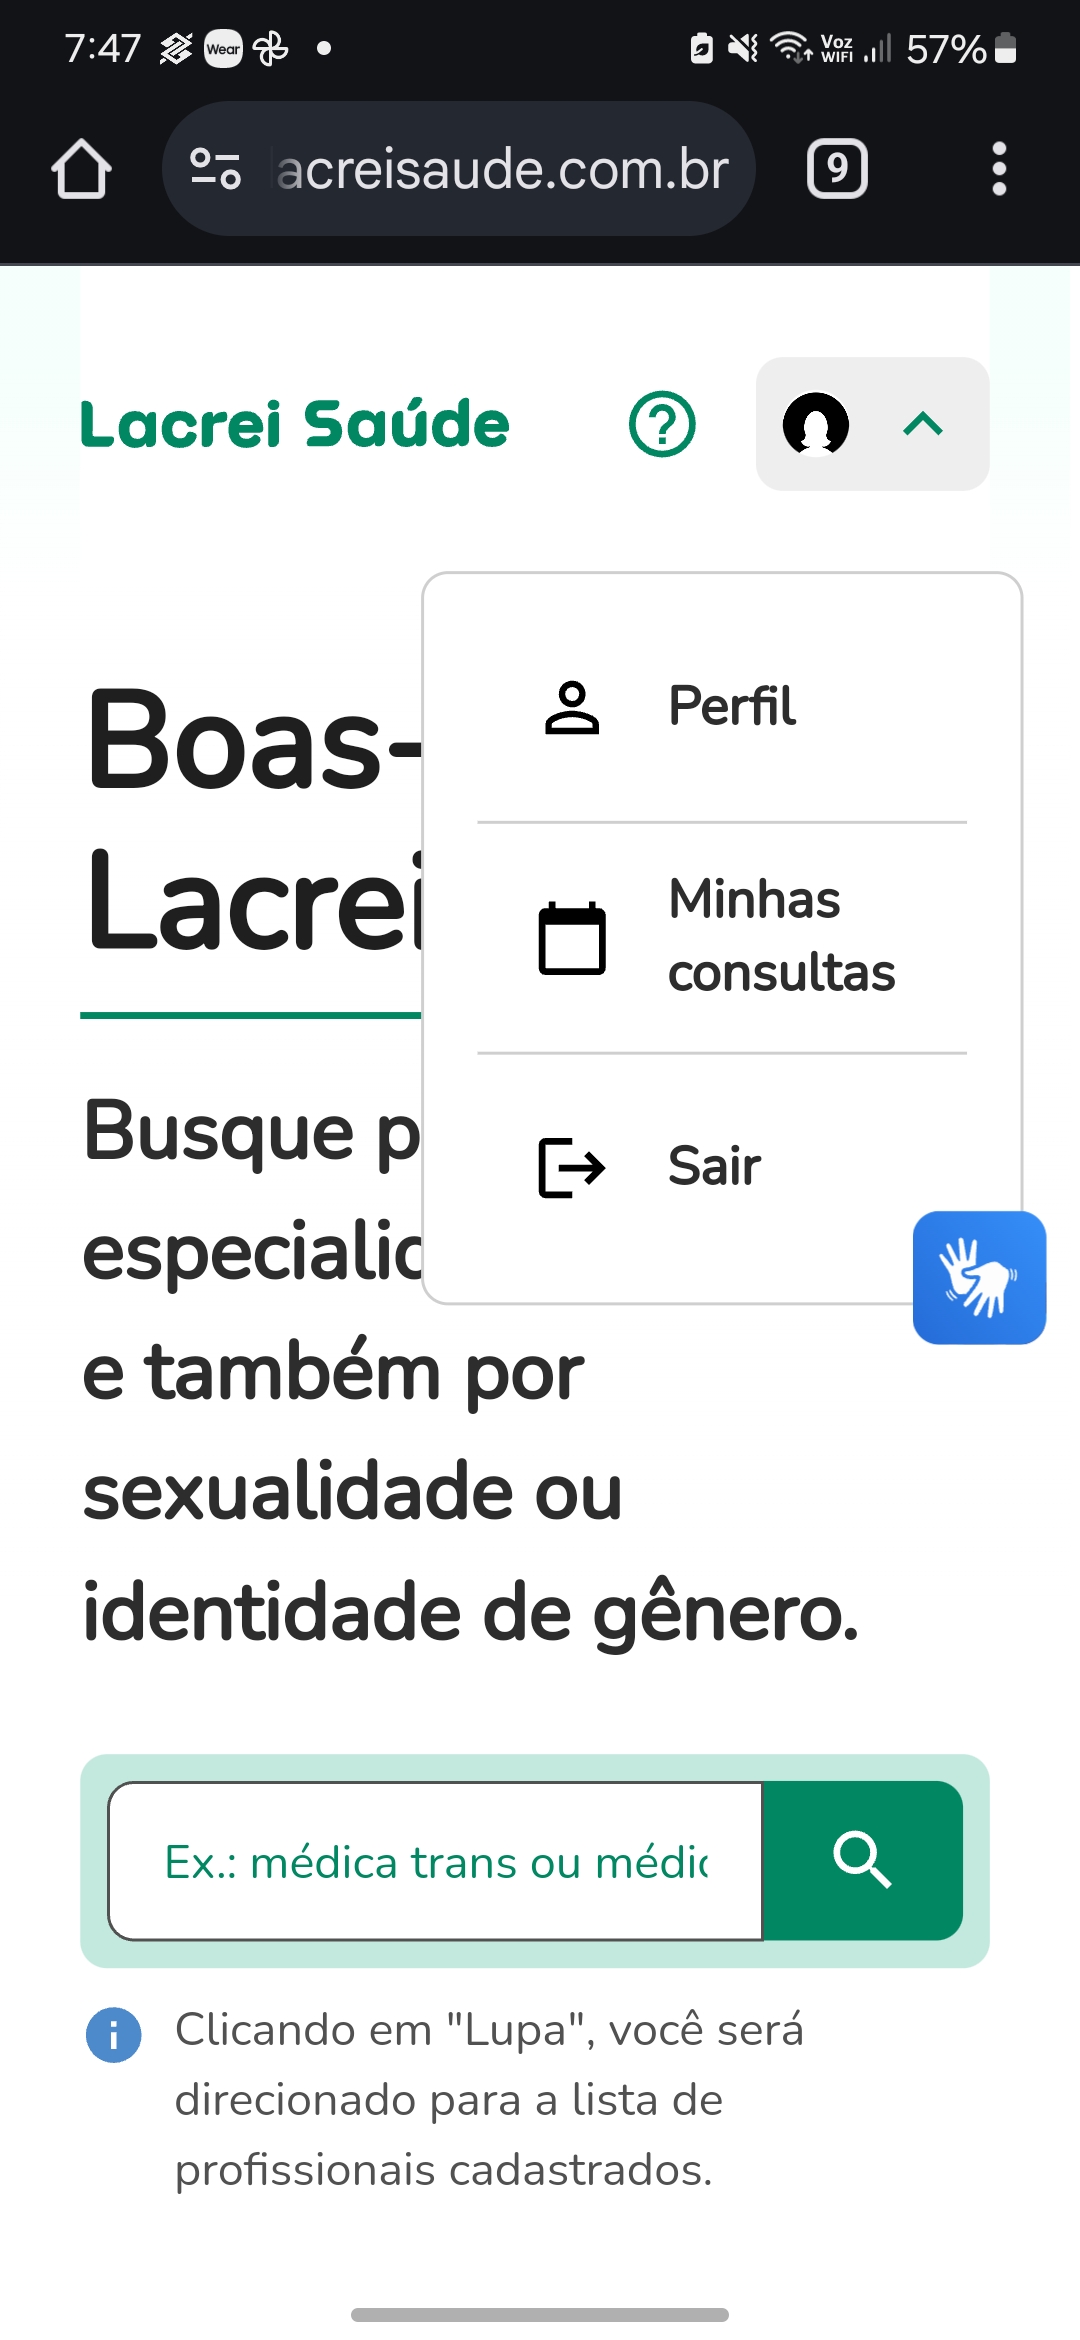 7:47 Wear Voz WIFI 57%
acreisaude.com.br 9
Lacrei Saúde ?
Perfil
Minhas
consultas
Sair
Boas-
Lacrei
Busque p
especialid
e também por
sexualidade ou
identidade de gênero.
Ex.: médica trans ou médic
Clicando em "Lupa", você será
direcionado para a lista de
profissionais cadastrados.